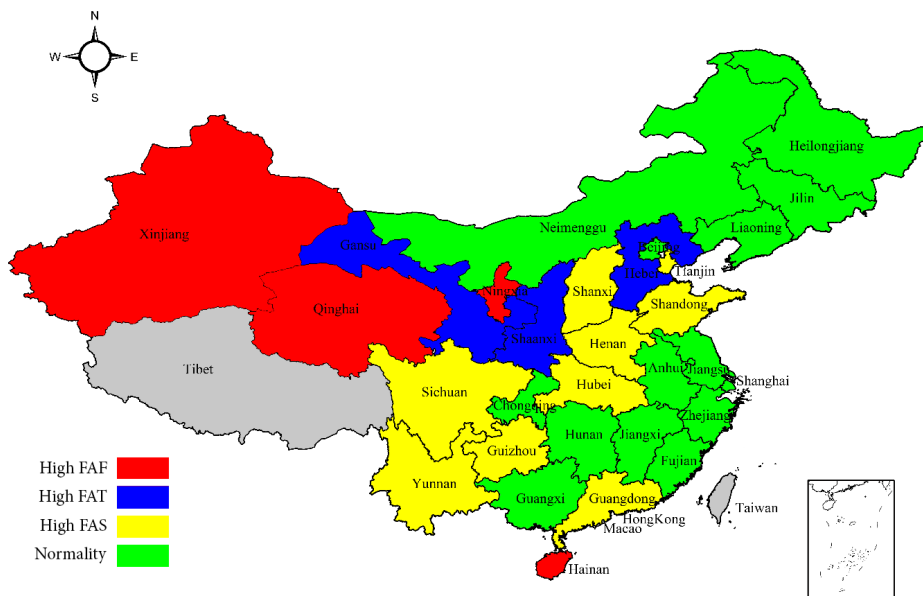 N
W E
S
Heilongjiang
Jilin
Xinjiang
Neimenggu
Liaoning
Gansu
Beijing
Hebei
Tianjin
Ningxia
Shanxi
Shandong
Qinghai
Shaanxi
Henan
Tibet
Anhui
Jiangsu
Shanghai
Sichuan
Hubei
Chongqing
Zhejiang
Hunan
Jiangxi
Guizhou
Fujian
Yunnan
Guangxi
Guangdong
HongKong
Macao
Taiwan
Hainan
High FAF
High FAT
High FAS
Normality